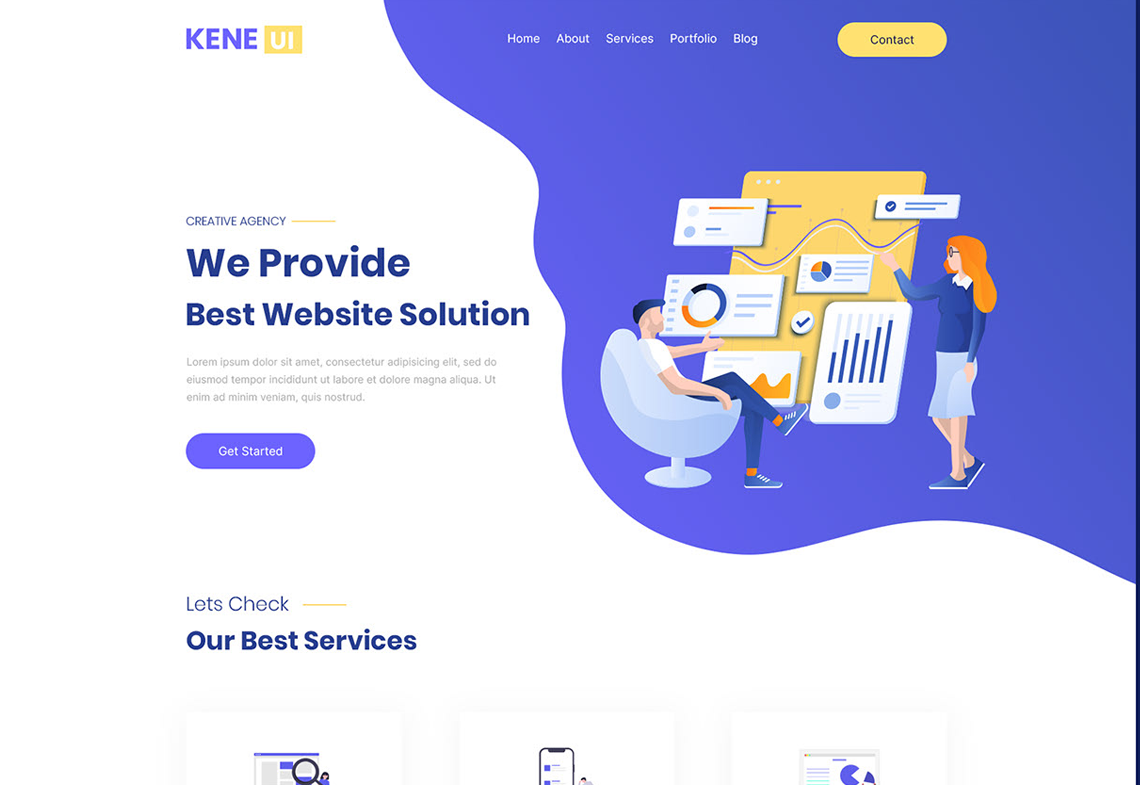 KENE UI
Home About Services Portfolio Blog
Contact
CREATIVE AGENCY
We Provide
Best Website Solution
Lorem ipsum dolor sit amet, consectetur adipisicing elit, sed do
eiusmod tempor incididunt ut labore et dolore magna aliqua. Ut
enim ad minim veniam, quis nostrud.
Get Started
Lets Check
Our Best Services